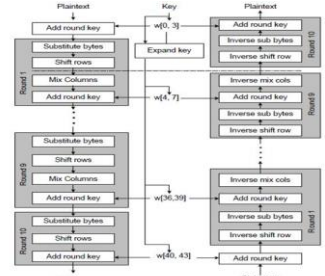 Plaintext Key Plaintext
Add round key w[0, 3] Add round key
Expand key
Round 1
Substitute bytes
Shift rows
Mix Columns
Add round key
w[4, 7]
Round 9
Substitute bytes
Shift rows
Mix Columns
Add round key
w[36,39]
Round 10
Substitute bytes
Shift rows
Add round key
w[40, 43]
Round 10
Inverse sub bytes
Inverse shift row
Inverse mix cols
Round 9
Add round key
Inverse sub bytes
Inverse shift row
Inverse mix cols
Round 1
Add round key
Inverse sub bytes
Inverse shift row
Add round key